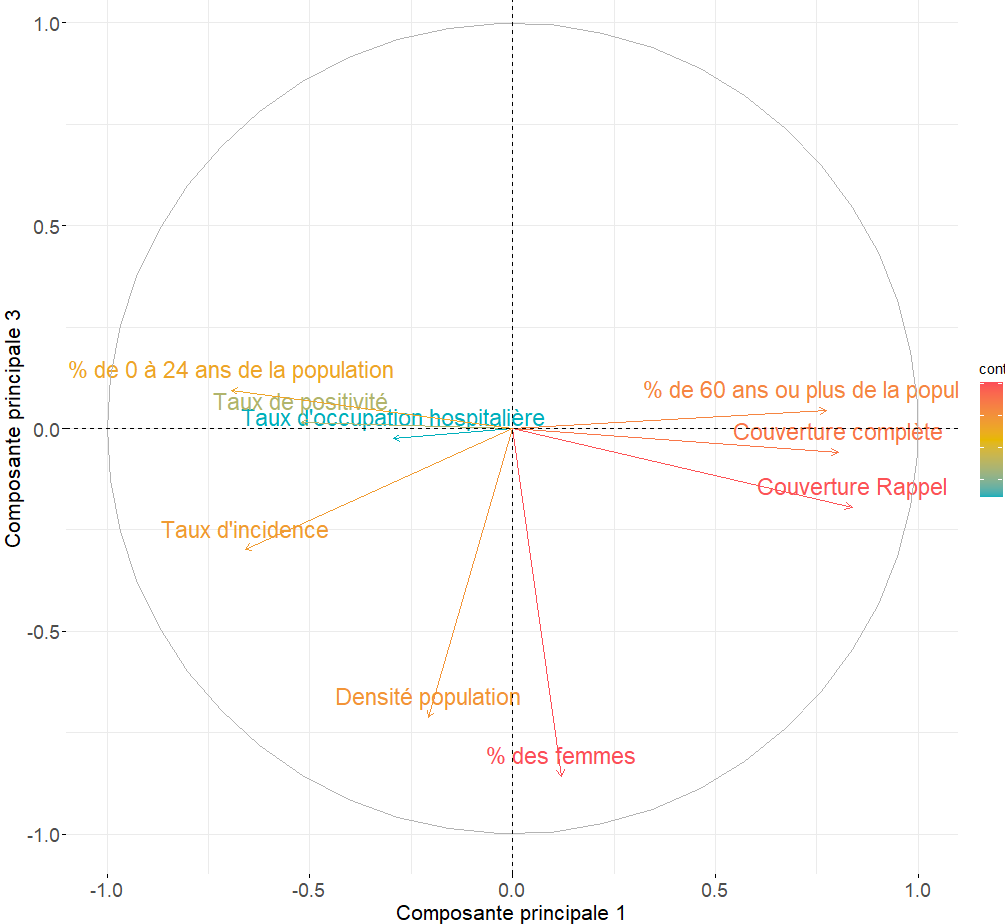 1.0
0.5
0.0
-0.5
-1.0
Composante principale 3
% de 0 à 24 ans de la population
Taux de positivité
Taux d'occupation hospitalière
% de 60 ans ou plus de la popul
Couverture complète
Couverture Rappel
Taux d'incidence
Densité population
% des femmes
cont
-1.0
-0.5
0.0
0.5
1.0
Composante principale 1